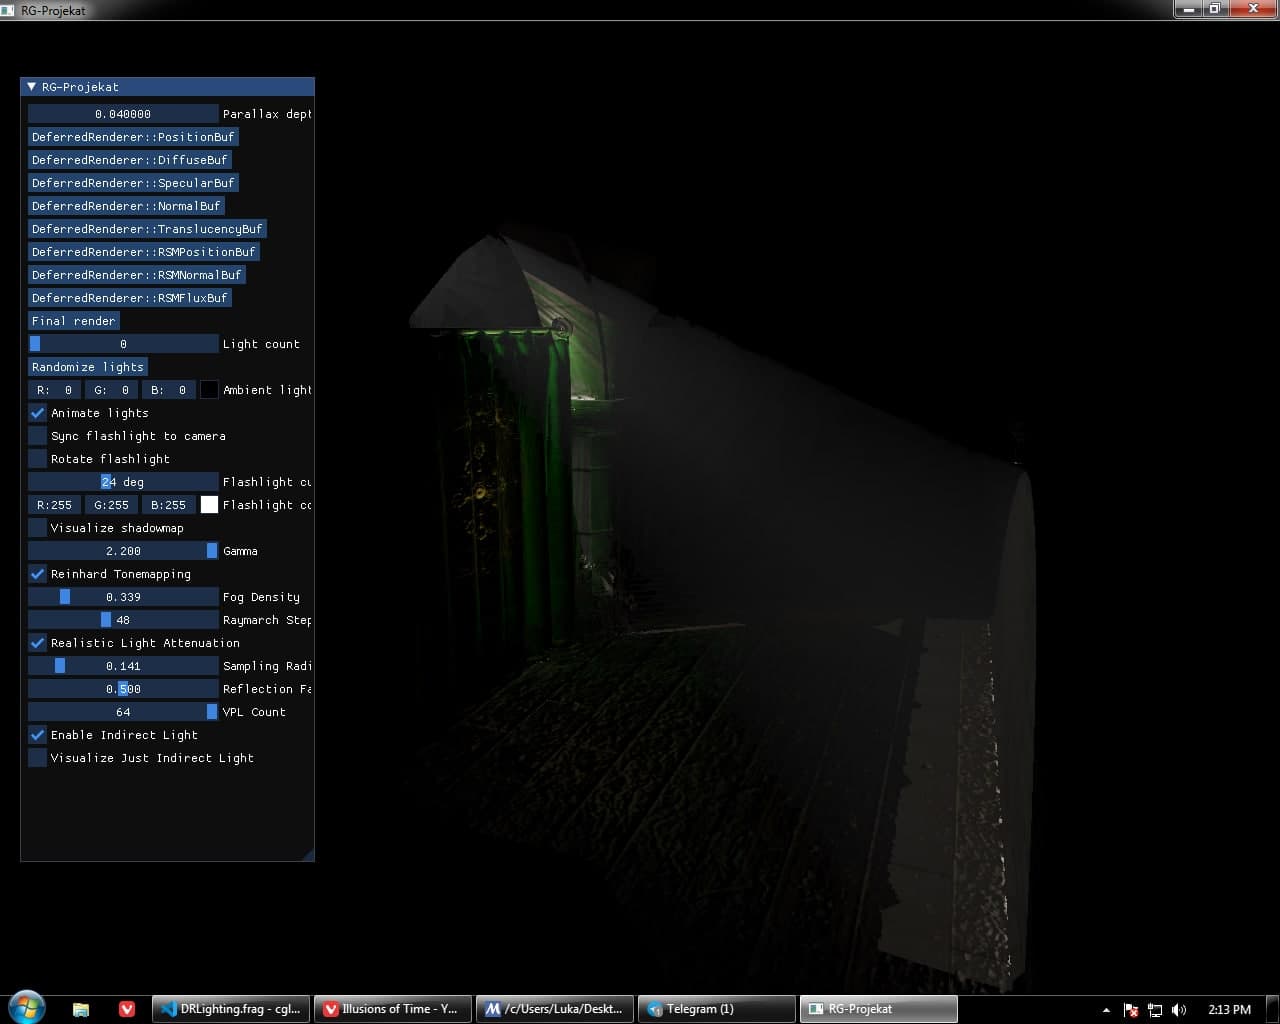 RG-Projekat
RG-Projekat
0.040000 Parallax dept
DeferredRenderer::PositionBuf
DeferredRenderer::DiffuseBuf
DeferredRenderer::SpecularBuf
DeferredRenderer::NormalBuf
DeferredRenderer::TranslucencyBuf
DeferredRenderer::RSMPositionBuf
DeferredRenderer::RSMNormalBuf
DeferredRenderer::RSMFluxBuf
Final render
0 Light count
Randomize lights
R: 0 G: 0 B: 0 Ambient light
Animate lights
Sync flashlight to camera
Rotate flashlight
24 deg Flashlight cu
R:255 G:255 B:255 Flashlight co
Visualize shadowmap
2.200 Gamma
Reinhard Tonemapping
0.339 Fog Density
48 Raymarch Step
Realistic Light Attenuation
0.141 Sampling Radi
0.500 Reflection Fa
64 VPL Count
Enable Indirect Light
Visualize Just Indirect Light
DRLighting.frag - cgl... Illusions of Time - Y... /c/Users/Luka/Deskt... Telegram (1) RG-Projekat 2:13 PM